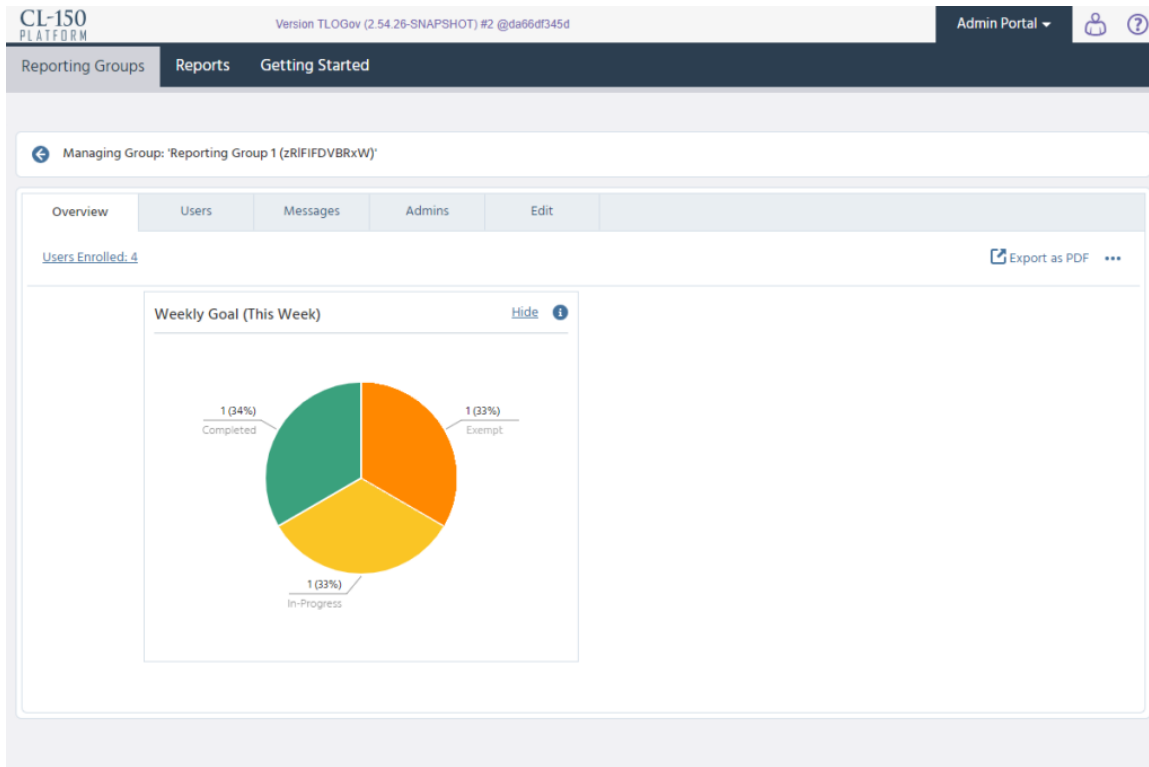 CL-150
PLATFORM
Version TLOGov (2.54.26-SNAPSHOT) #2 @da66df345d
Admin Portal
Reporting Groups
Reports
Getting Started
Managing Group: 'Reporting Group 1 (zRlFIFDVBRxW)'
Overview
Users
Messages
Admins
Edit
Users Enrolled: 4
Export as PDF
Weekly Goal (This Week)
Hide
1 (34%)
Completed
1 (33%)
Exempt
1 (33%)
In-Progress